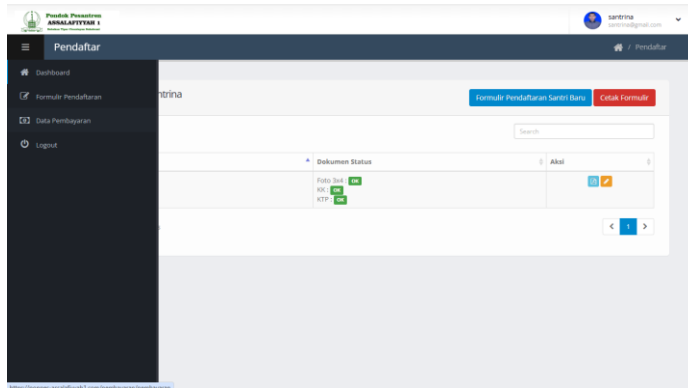 Pondok Pesantren
ASSALAFIYYAH 1
santrina
santrina@gmail.com
Pendaftar
/ Pendaftar
Dashboard
Formulir Pendaftaran
Data Pembayaran
Logout
ntrina
Formulir Pendaftaran Santri Baru
Cetak Formulir
Search
Dokumen Status
Aksi
Foto 3x4 : OK
KK : OK
KTP : OK
1